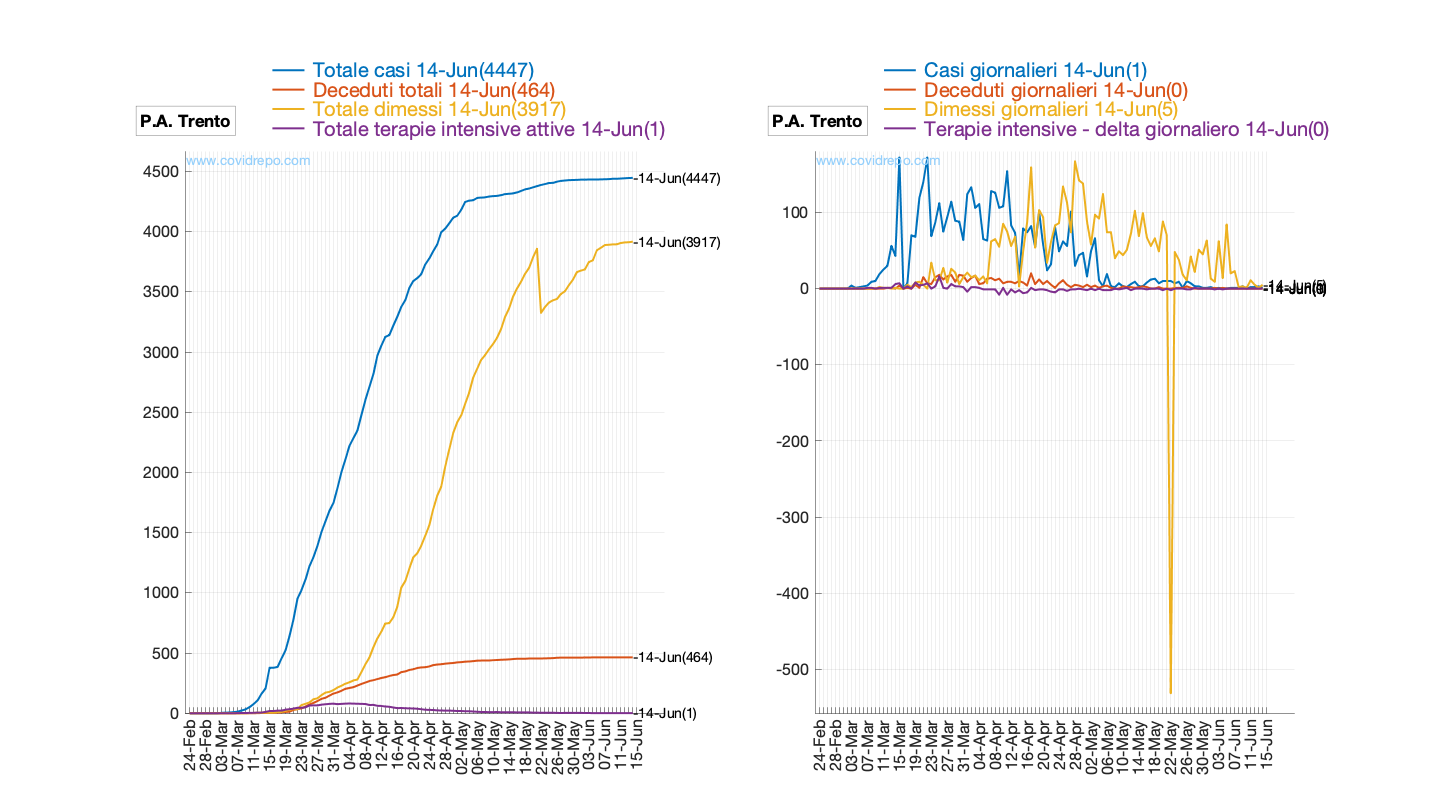 Totale casi 14-Jun(4447)
Deceduti totali 14-Jun(464)
Totale dimessi 14-Jun(3917)
Totale terapie intensive attive 14-Jun(1)
P.A. Trento
www.covidrepo.com
4500
4000
3500
3000
2500
2000
1500
1000
500
0
-14-Jun(4447)
-14-Jun(3917)
-14-Jun(464)
-14-Jun(1)
24-Feb
28-Feb
03-Mar
07-Mar
11-Mar
15-Mar
19-Mar
23-Mar
27-Mar
31-Mar
04-Apr
08-Apr
12-Apr
16-Apr
20-Apr
24-Apr
28-Apr
02-May
06-May
10-May
14-May
18-May
22-May
26-May
30-May
03-Jun
07-Jun
11-Jun
15-Jun
Casi giornalieri 14-Jun(1)
Deceduti giornalieri 14-Jun(0)
Dimessi giornalieri 14-Jun(5)
Terapie intensive - delta giornaliero 14-Jun(0)
P.A. Trento
www.covidrepo.com
100
0
-100
-200
-300
-400
-500
-14-Jun(5)
24-Feb
28-Feb
03-Mar
07-Mar
11-Mar
15-Mar
19-Mar
23-Mar
27-Mar
31-Mar
04-Apr
08-Apr
12-Apr
16-Apr
20-Apr
24-Apr
28-Apr
02-May
06-May
10-May
14-May
18-May
22-May
26-May
30-May
03-Jun
07-Jun
11-Jun
15-Jun